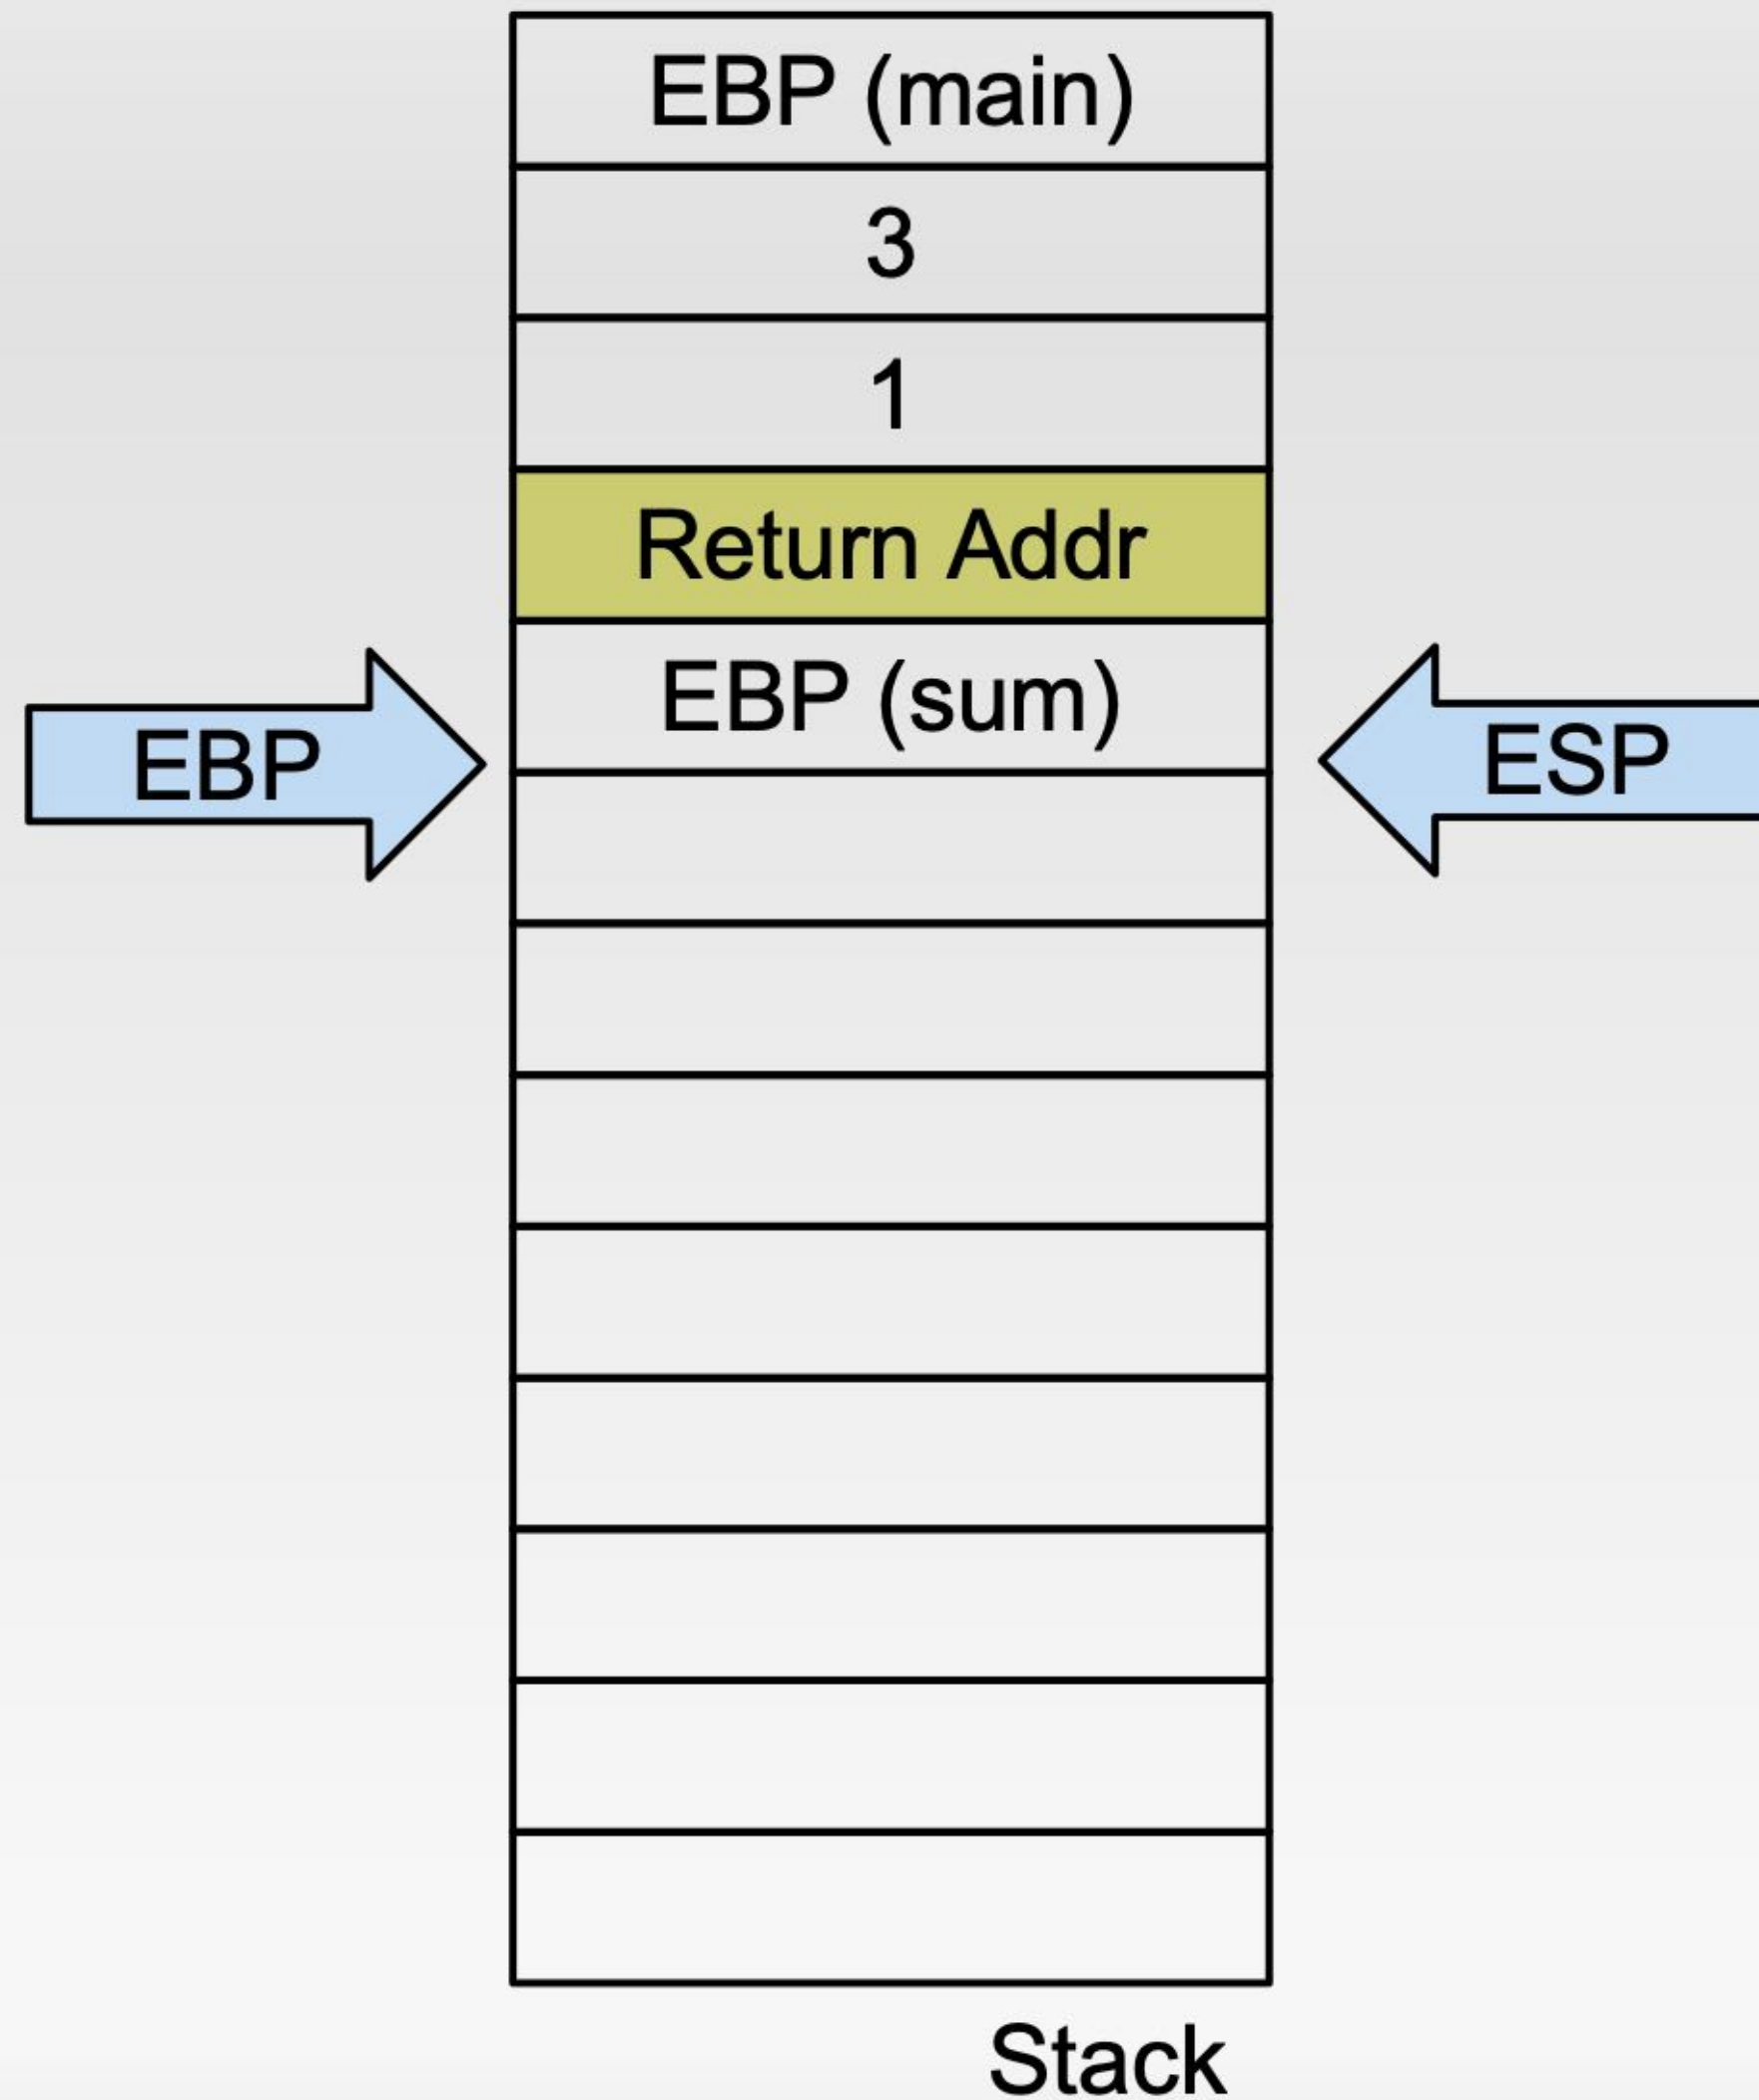 EBP (main)
3
1
Return Addr
EBP (sum)
EBP
ESP
Stack